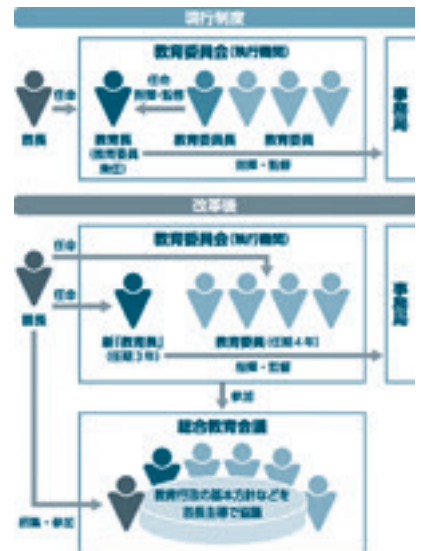 現行制度
教育委員会(執行機関)
任命
任命
指揮・監督
首長
教育長
(教育委員
兼任)
教育委員長
教育委員
指揮・監督
事務局
改革後
教育委員会(執行機関)
任命
任命
首長
新「教育長」
(任期3年)
教育委員(任期4年)
指揮・監督
事務局
参加
総合教育会議
教育行政の基本方針などを
首長主導で協議
招集・参加